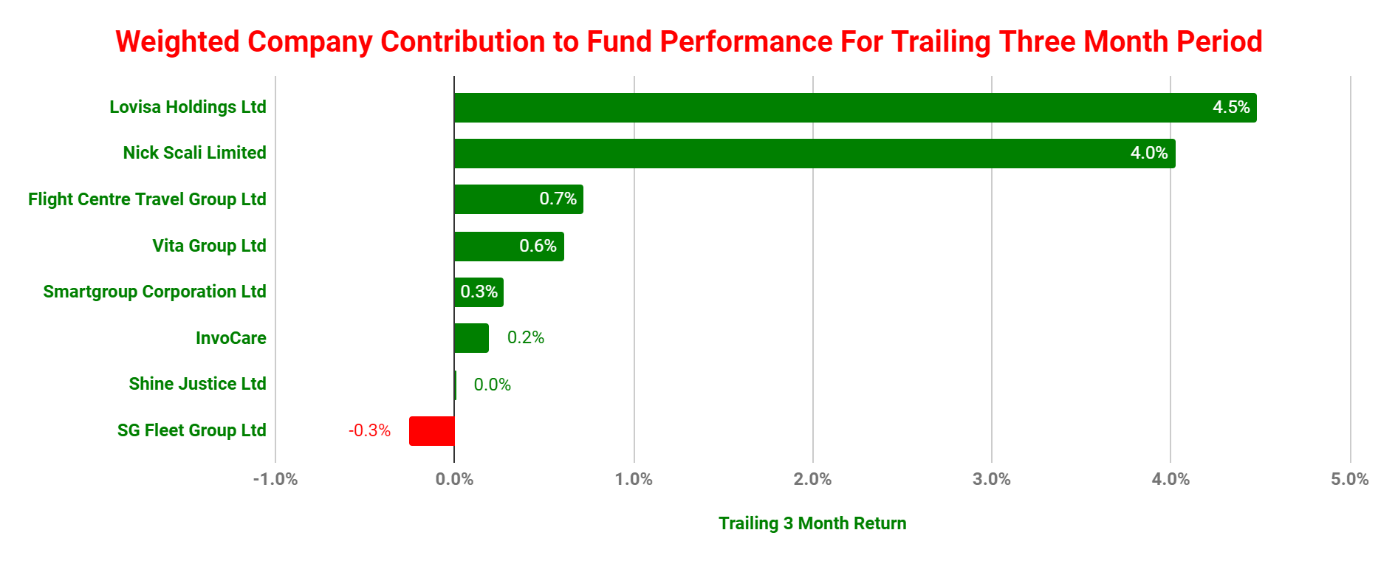 Weighted Company Contribution to Fund Performance For Trailing Three Month Period
Lovisa Holdings Ltd 4.5%
Nick Scali Limited 4.0%
Flight Centre Travel Group Ltd 0.7%
Vita Group Ltd 0.6%
Smartgroup Corporation Ltd 0.3%
InvoCare 0.2%
Shine Justice Ltd 0.0%
SG Fleet Group Ltd -0.3%
-1.0% 0.0% 1.0% 2.0% 3.0% 4.0% 5.0%
Trailing 3 Month Return